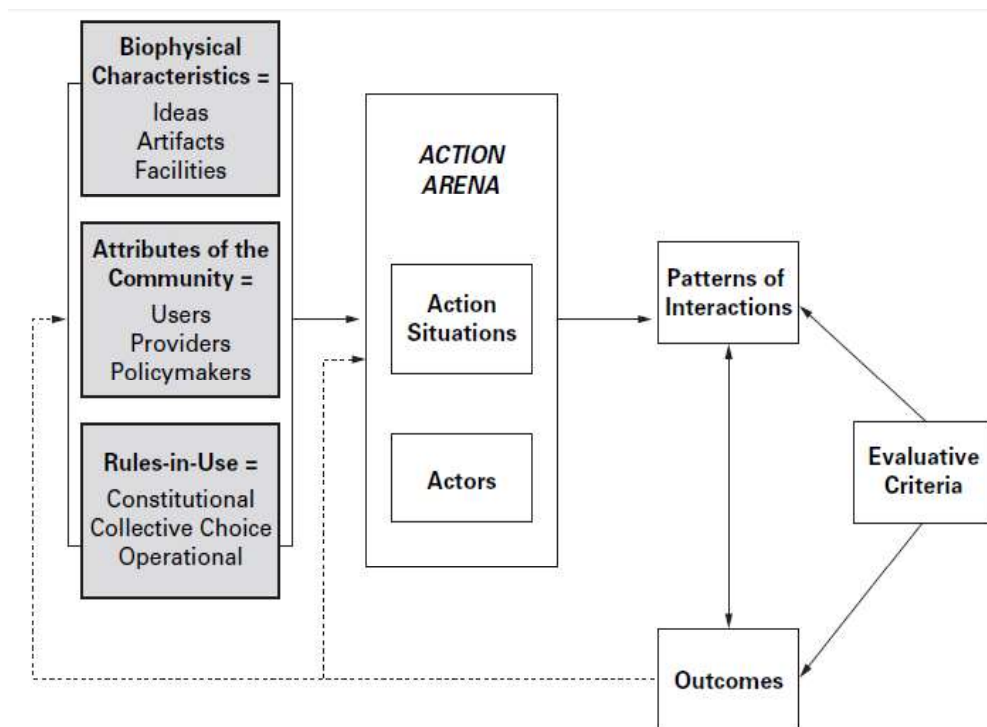 Biophysical
Characteristics =
Ideas
Artifacts
Facilities
Attributes of the
Community =
Users
Providers
Policymakers
Rules-in-Use =
Constitutional
Collective Choice
Operational
ACTION
ARENA
Action
Situations
Actors
Patterns of
Interactions
Evaluative
Criteria
Outcomes